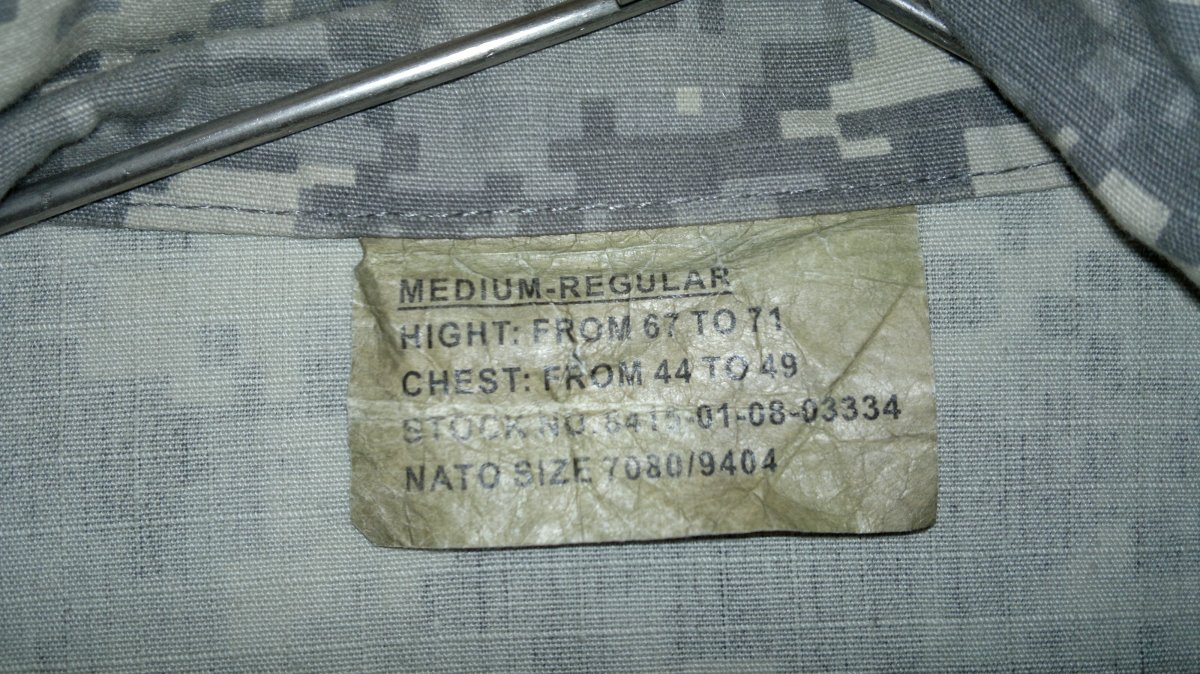 MEDIUM-REGULAR
HIGHT: FROM 67 TO 71
CHEST: FROM 44 TO 49
STOCK NO. 8415-01-08-03334
NATO SIZE 7080/9404